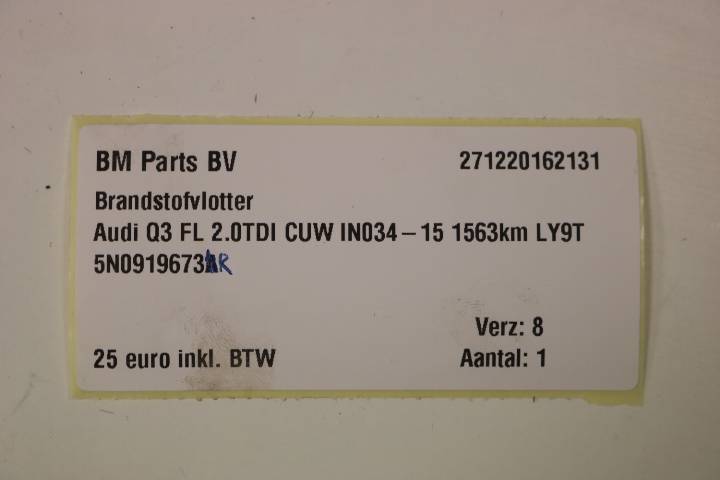 BM Parts BV 271220162131
Brandstofvlotter
Audi Q3 FL 2.0TDI CUW IN034-15 1563km LY9T
5N0919673R
Verz: 8
25 euro inkl. BTW Aantal: 1